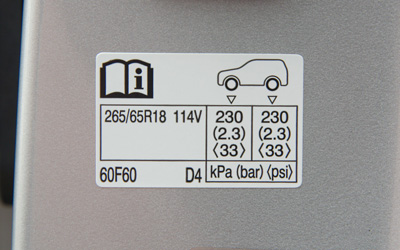 i
265/65R18 114V 230 230
(2.3) (2.3)
⟨33⟩ ⟨33⟩
60F60 D4 kPa (bar) ⟨psi⟩